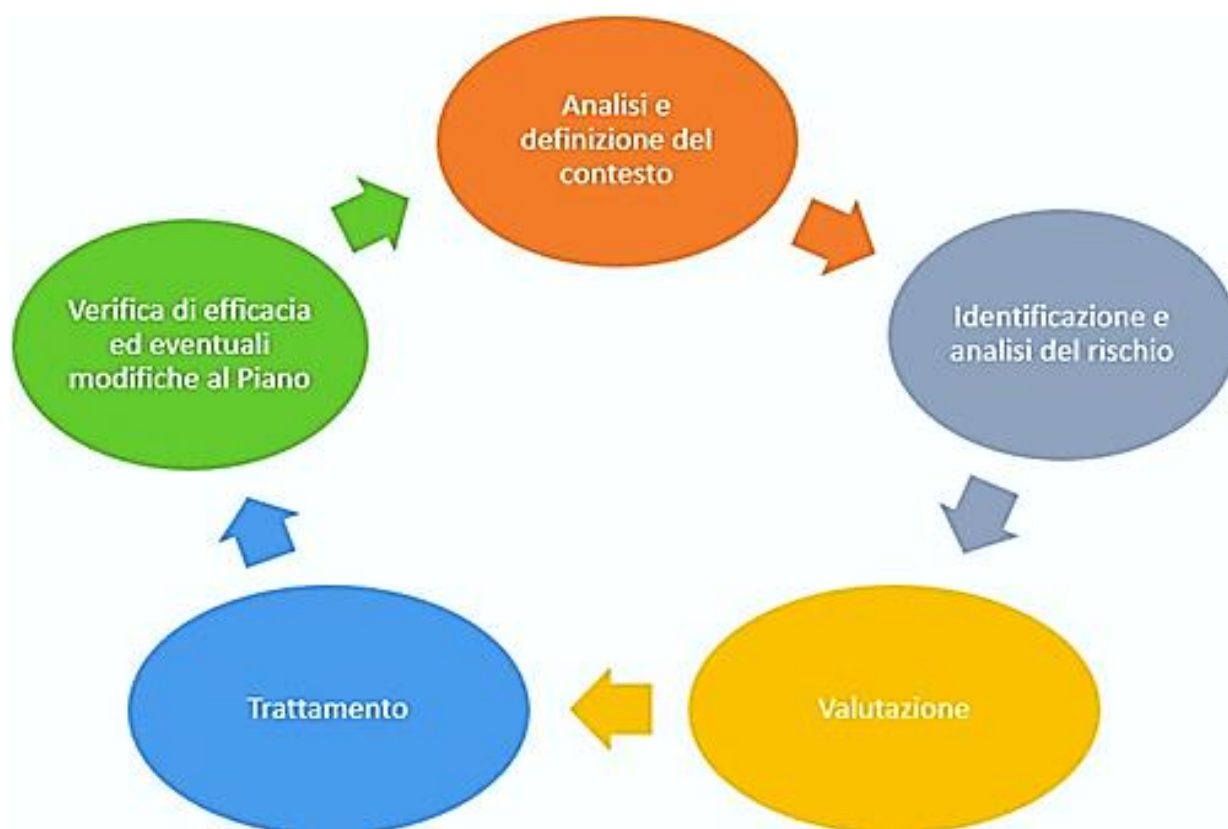 Analisi e
definizione del
contesto
Identificazione e
analisi del rischio
Valutazione
Trattamento
Verifica di efficacia
ed eventuali
modifiche al Piano